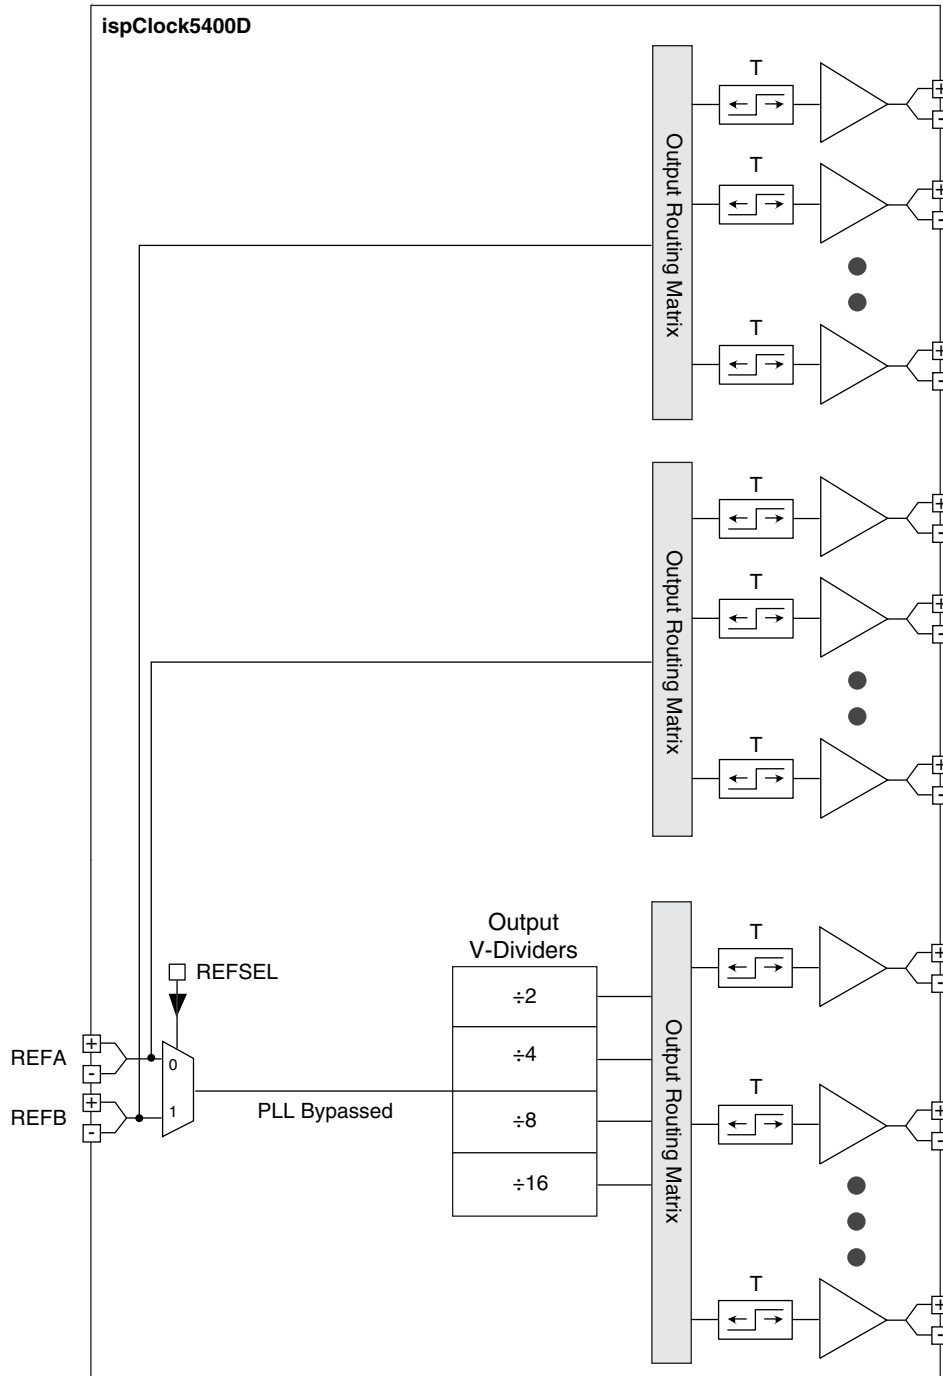 ispClock5400D
T
+
-
T
+
-
T
+
-
Output Routing Matrix
T
+
-
T
+
-
T
+
-
Output Routing Matrix
Output
V-Dividers
÷2
÷4
÷8
÷16
REFSEL
REFA
+
-
REFB
+
-
0
1
PLL Bypassed
Output Routing Matrix
T
+
-
T
+
-
T
+
-